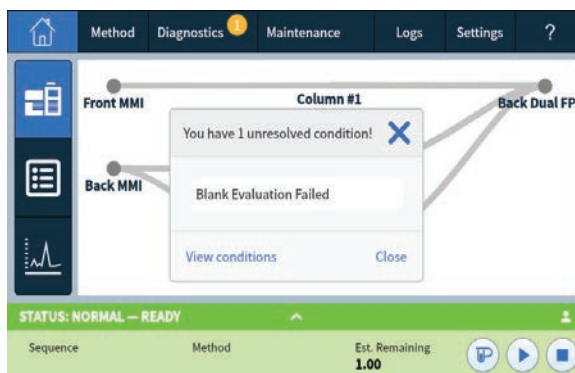 Method
Diagnostics
1
Maintenance
Logs
Settings
?
Front MMI
Column #1
Back Dual FP
You have 1 unresolved condition!
Back MMI
Blank Evaluation Failed
View conditions
Close
STATUS: NORMAL — READY
Sequence
Method
Est. Remaining
1.00